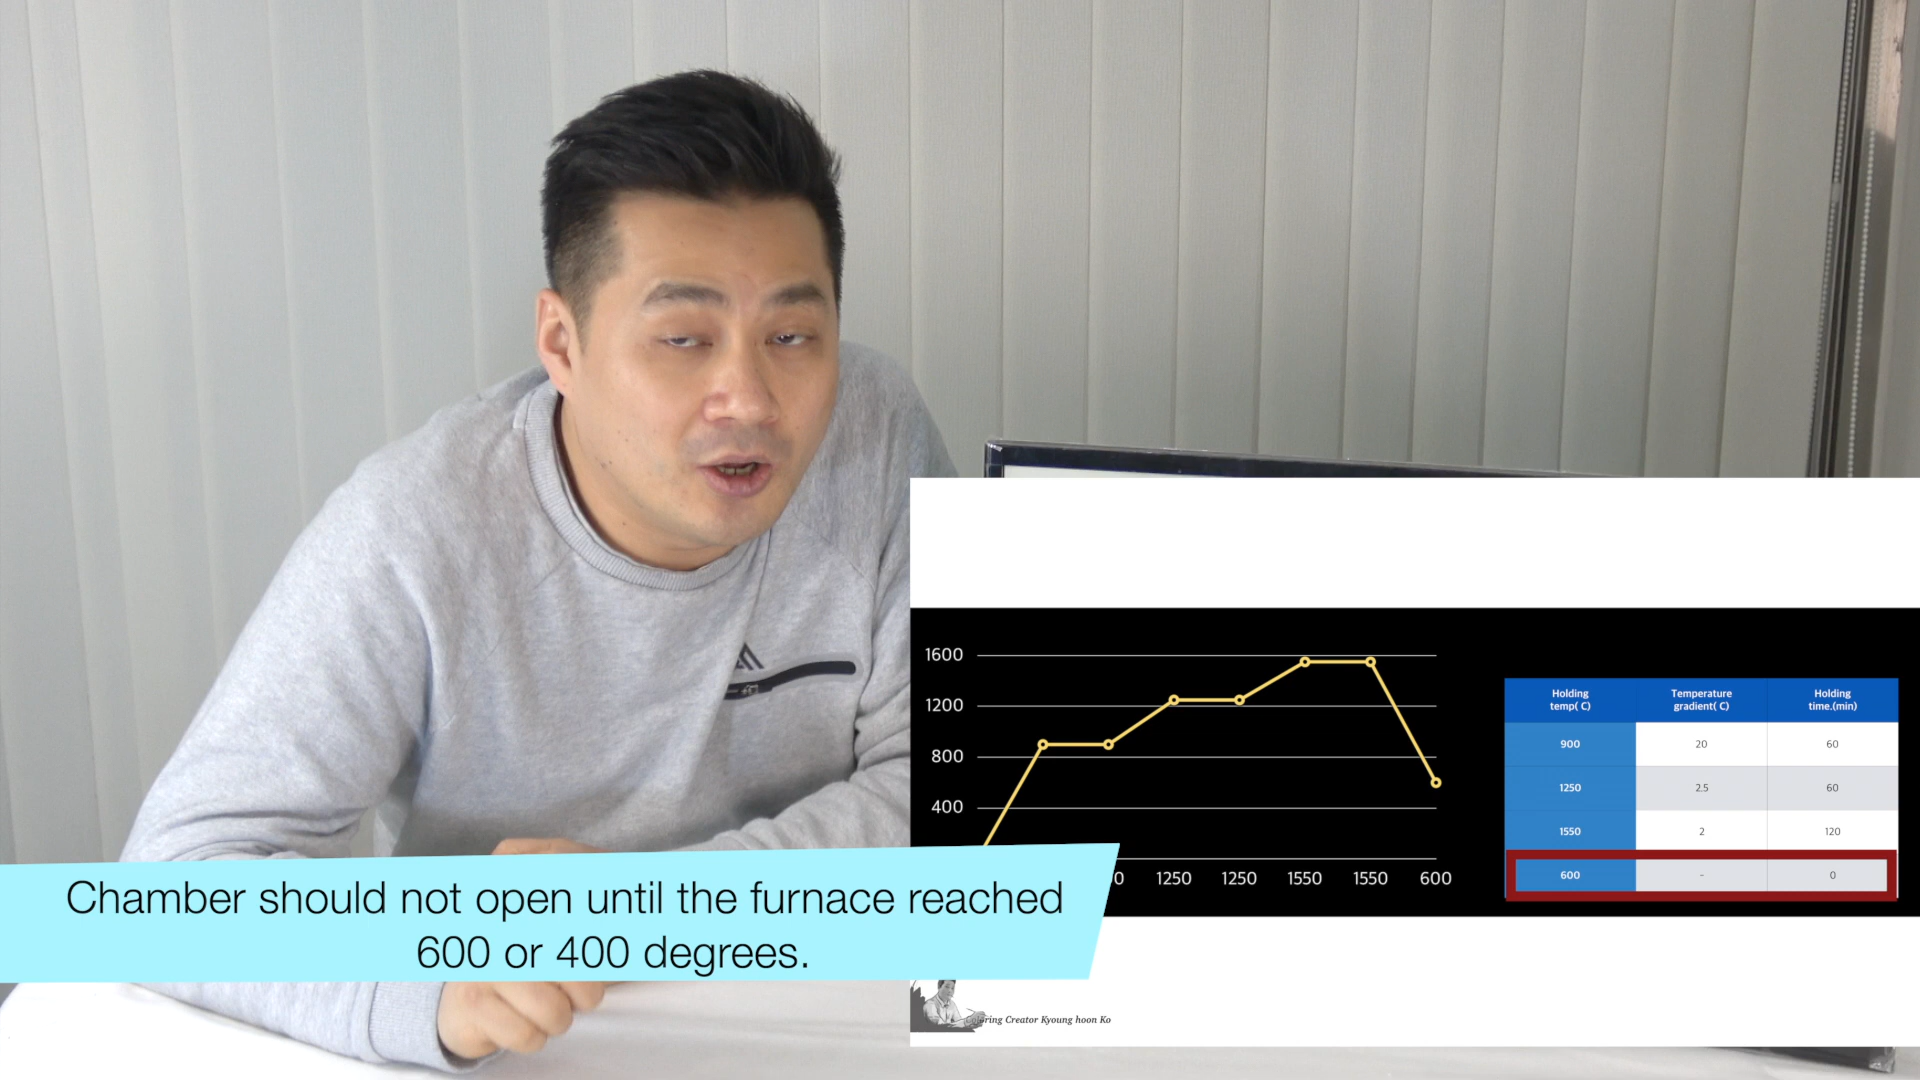 1600
1200
800
400
0 1250 1250 1550 1550 600
Holding temp( C) Temperature gradient( C) Holding time.(min)
900 20 60
1250 2.5 60
1550 2 120
600 - 0
Chamber should not open until the furnace reached
600 or 400 degrees.
Creator Kyoung hoon Ko